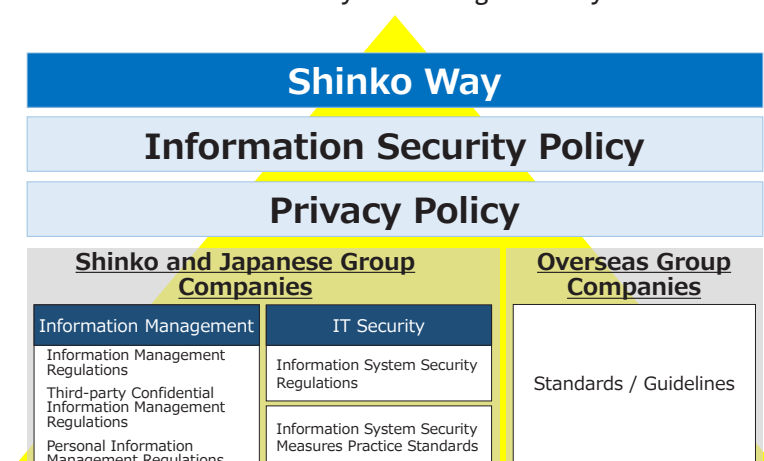 Shinko Way
Information Security Policy
Privacy Policy
Shinko and Japanese Group
Companies
Information Management
Information Management
Regulations
Third-party Confidential
Information Management
Regulations
Personal Information
Management Regulations
IT Security
Information System Security
Regulations
Information System Security
Measures Practice Standards
Overseas Group
Companies
Standards / Guidelines